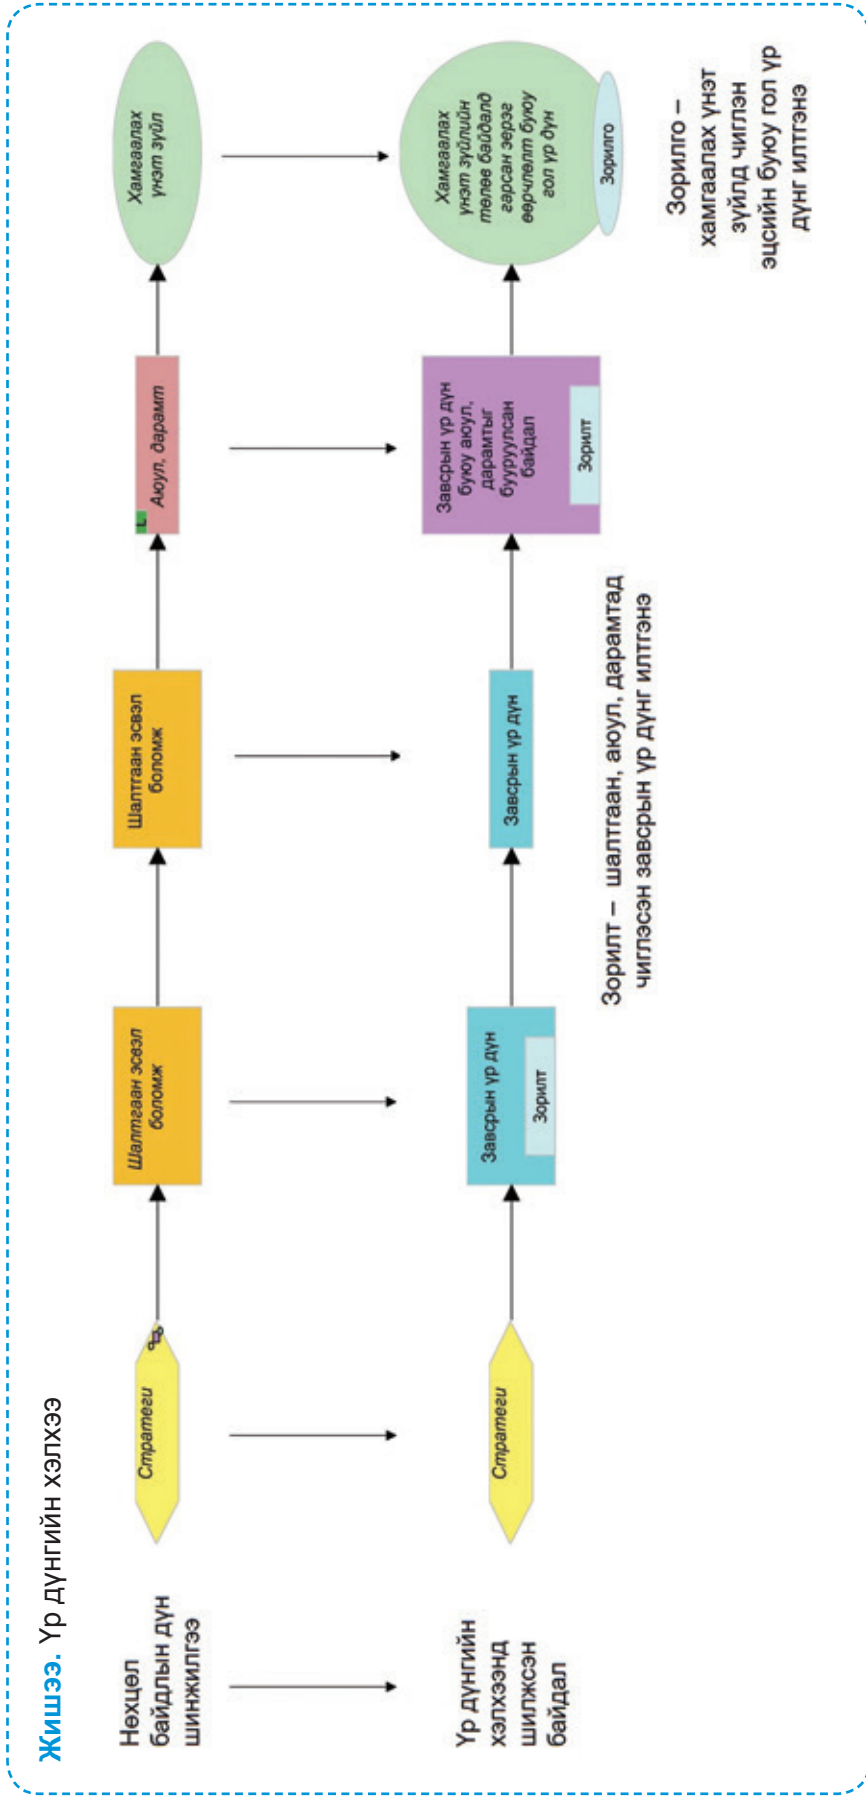 Жишээ. Үр дүнгийн хэлхээ
Нөхцөл
байдлын дүн
шинжилгээ
Стратеги
Шалтгаан эсвэл
боломж
Шалтгаан эсвэл
боломж
Аюул, дарамт
Хамгаалах
үнэт зүйл
Үр дүнгийн
хэлхээнд
шилжсэн
байдал
Стратеги
Завсрын үр дүн
Зорилт
Завсрын үр дүн
Завсрын үр дүн
буюу аюул,
дарамтыг
бууруулсан
байдал
Зорилт
Хамгаалах
үнэт зүйлийн
төлөв байдалд
гарсан эерэг
өөрчлөлт буюу
гол үр дүн
Зорилго
Зорилт – шалтгаан, аюул, дарамтад
чиглэсэн завсрын үр дүнг илтгэнэ
Зорилго –
хамгаалах үнэт
зүйлд чиглэн
эцсийн буюу гол үр
дүнг илтгэнэ